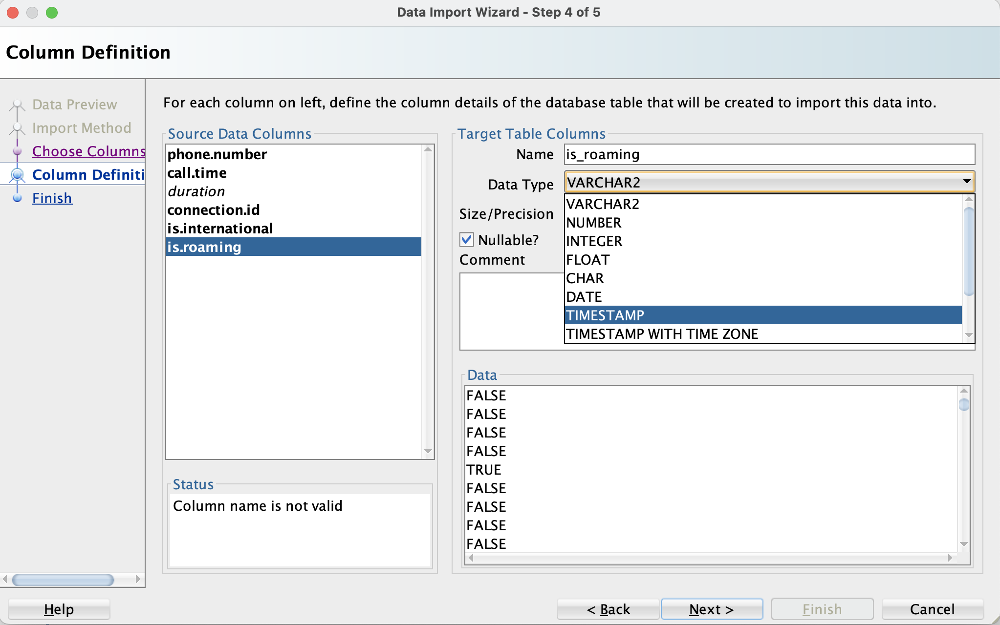 Data Import Wizard - Step 4 of 5
Column Definition
Data Preview
Import Method
Choose Columns
Column Definiti
Finish
For each column on left, define the column details of the database table that will be created to import this data into.
Source Data Columns
phone.number
call.time
duration
connection.id
is.international
is.roaming
Status
Column name is not valid
Target Table Columns
Name
is_roaming
Data Type
VARCHAR2
VARCHAR2
NUMBER
INTEGER
FLOAT
CHAR
DATE
TIMESTAMP
TIMESTAMP WITH TIME ZONE
Size/Precision
Nullable?
Comment
Data
FALSE
FALSE
FALSE
FALSE
TRUE
FALSE
FALSE
FALSE
FALSE
Help
< Back
Next >
Finish
Cancel